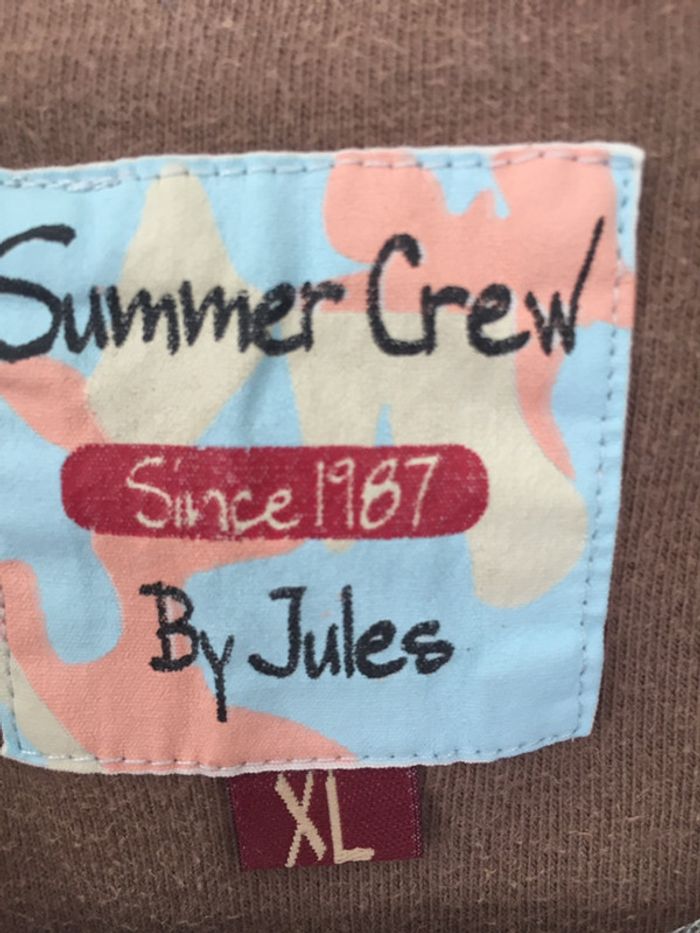 Summer Crew
Since 1987
By Jules
XL